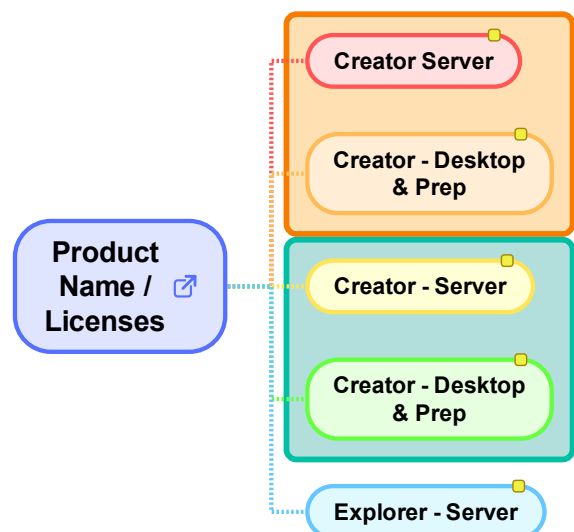 Product
Name /
Licenses
Creator Server
Creator - Desktop
& Prep
Creator - Server
Creator - Desktop
& Prep
Explorer - Server